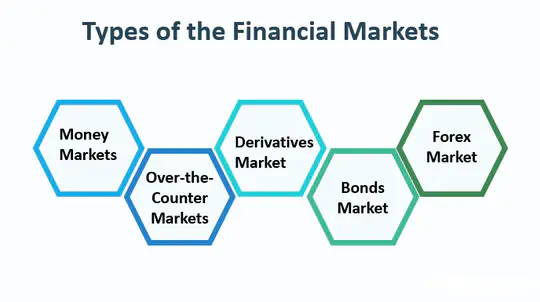 Types of the Financial Markets
Money
Markets
Over-the-
Counter
Markets
Derivatives
Market
Bonds
Market
Forex
Market